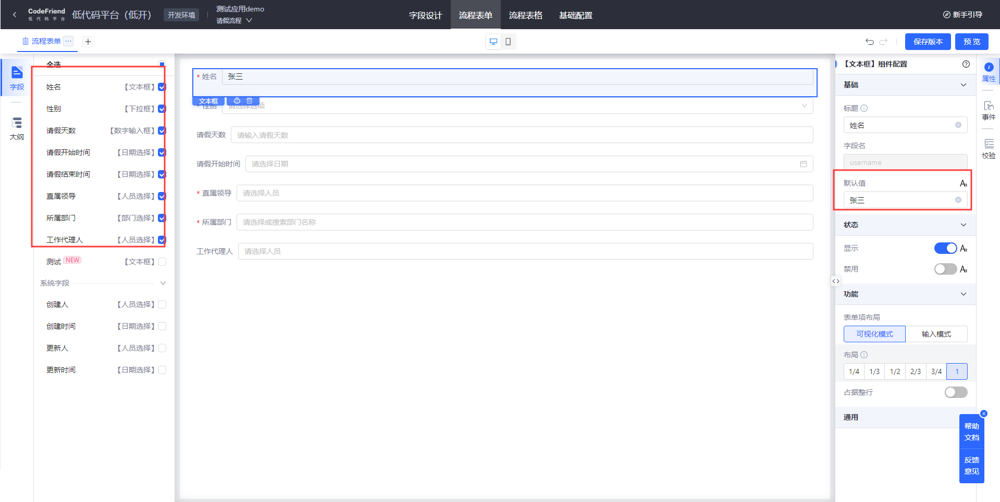 CodeFriend
低代码平台
低代码平台（低开）
开发环境
测试应用demo
请假流程
字段设计
流程表单
流程表格
基础配置
新手引导
流程表单
保存版本
预 览
字段
大纲
全选
姓名 【文本框】
性别 【下拉框】
请假天数 【数字输入框】
请假开始时间 【日期选择】
请假结束时间 【日期选择】
直属领导 【人员选择】
所属部门 【部门选择】
工作代理人 【人员选择】
测试 NEW 【文本框】
系统字段
创建人 【人员选择】
创建时间 【日期选择】
更新人 【人员选择】
更新时间 【日期选择】
* 姓名 张三
文本框
* 性别 请选择选项
请假天数 请输入请假天数
请假开始时间 请选择日期
* 直属领导 请选择人员
* 所属部门 请选择或搜索部门名称
工作代理人 请选择人员
【文本框】组件配置
基础
标题
姓名
字段名
username
默认值
张三
状态
显示
禁用
功能
表单项布局
可视化模式 输入模式
布局
1/4 1/3 1/2 2/3 3/4 1
占据整行
通用
属性
事件
校验
帮助
文档
反馈
意见